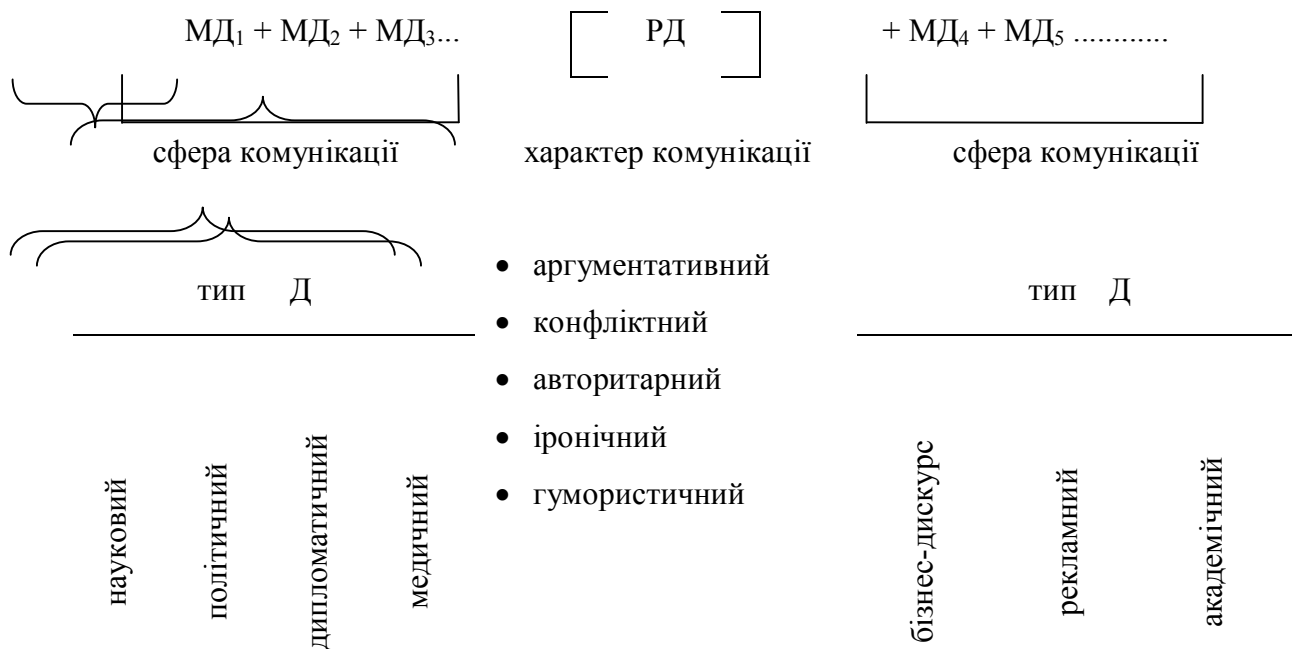 МД₁ + МД₂ + МД₃... РД + МД₄ + МД₅ ............
сфера комунікації характер комунікації сфера комунікації
тип Д
тип Д
• аргументативний
• конфліктний
• авторитарний
• іронічний
• гумористичний
науковий
політичний
дипломатичний
медичний
бізнес-дискурс
рекламний
академічний